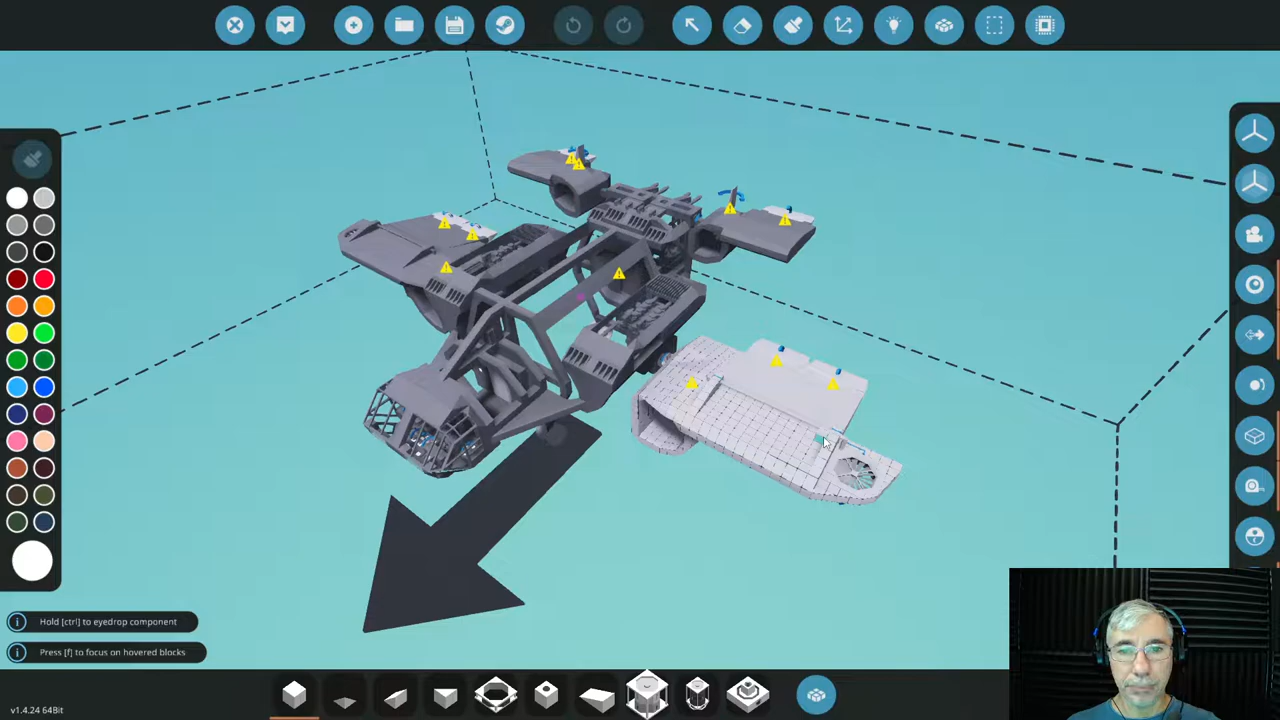 Hold [ctrl] to eyedrop component
Press [f] to focus on hovered blocks
v1.4.24 64Bit